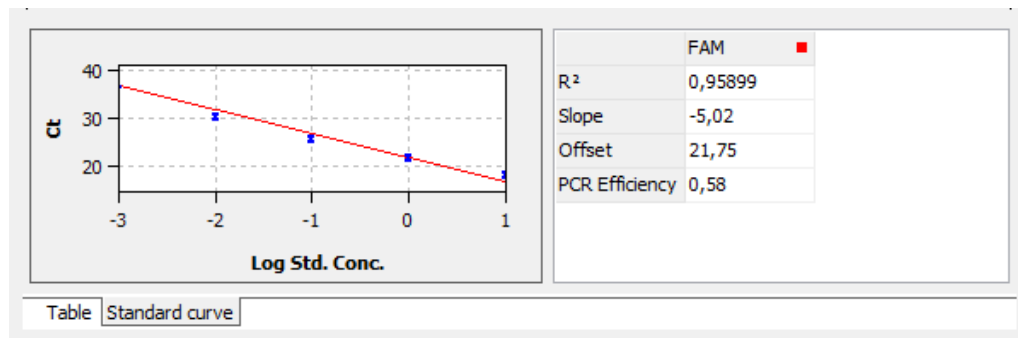 40
30
20
Ct
-3 -2 -1 0 1
Log Std. Conc.
FAM
R² 0,95899
Slope -5,02
Offset 21,75
PCR Efficiency 0,58
Table Standard curve